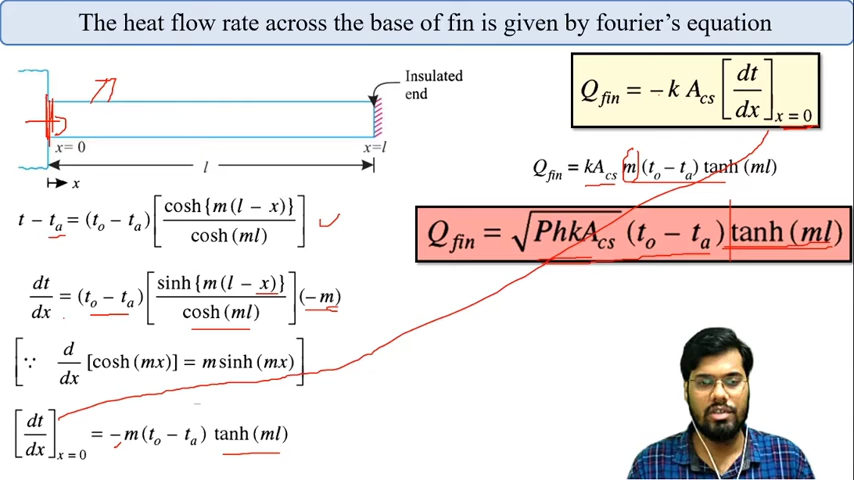 The heat flow rate across the base of fin is given by fourier's equation
Insulated
end
x = 0
x = l
l
x
Q_fin = −k A_cs [dt/dx]_x = 0
Q_fin = kA_cs m (t_o − t_a) tanh (ml)
Q_fin = √PhkA_cs (t_o − t_a) tanh (ml)
t − t_a = (t_o − t_a) [cosh {m (l − x)} / cosh (ml)]
dt/dx = (t_o − t_a) [sinh {m (l − x)} / cosh (ml)] (−m)
[∵ d/dx [cosh (mx)] = m sinh (mx)]
[dt/dx]_x = 0 = − m (t_o − t_a) tanh (ml)